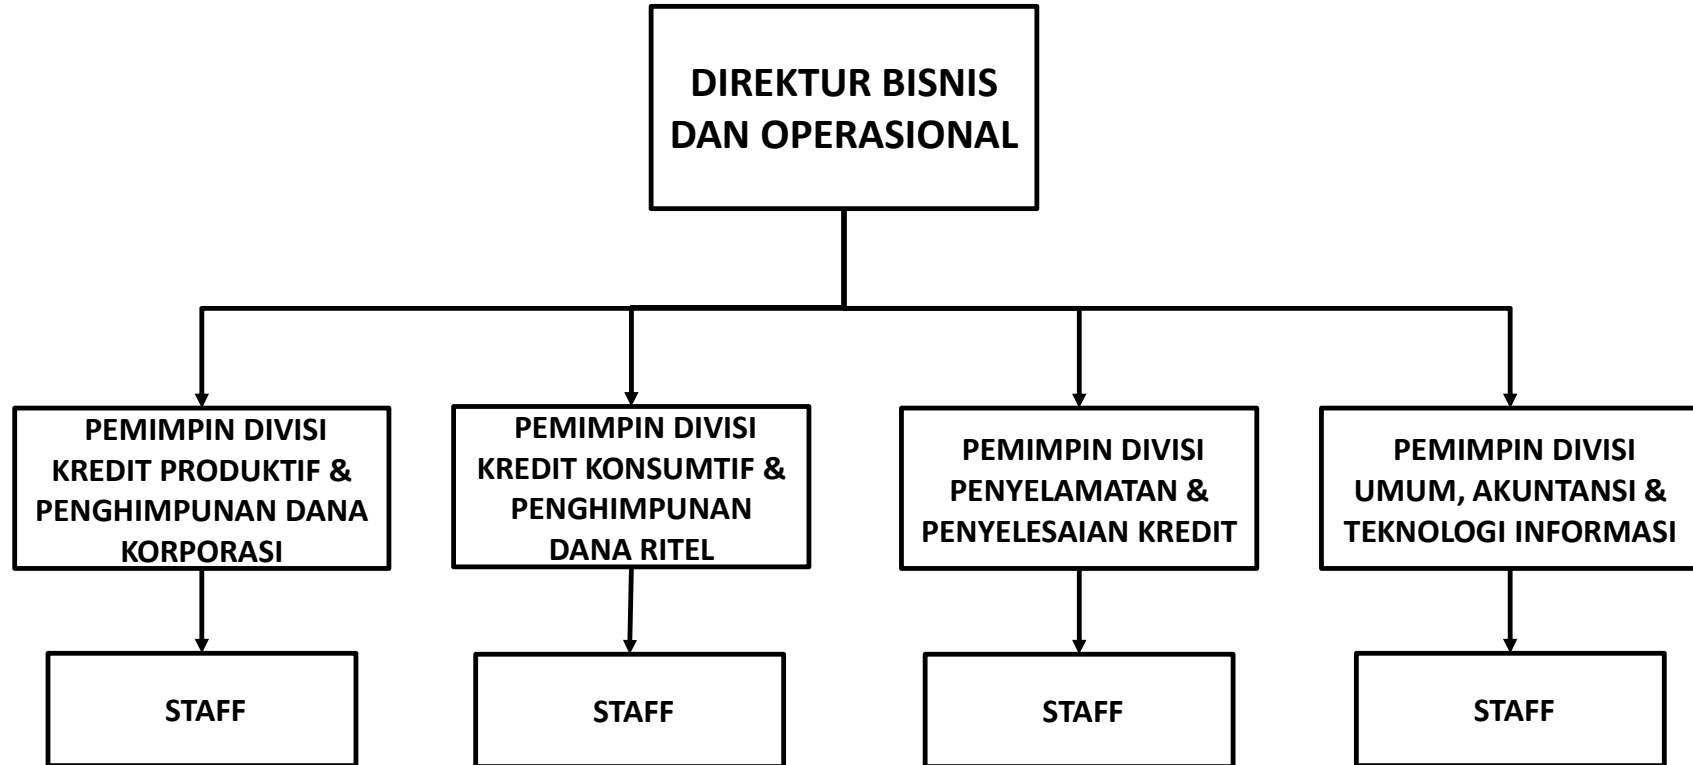 DIREKTUR BISNIS
DAN OPERASIONAL
PEMIMPIN DIVISI
KREDIT PRODUKTIF &
PENGHIMPUNAN DANA
KORPORASI
PEMIMPIN DIVISI
KREDIT KONSUMTIF &
PENGHIMPUNAN
DANA RITEL
PEMIMPIN DIVISI
PENYELAMATAN &
PENYELESAIAN KREDIT
PEMIMPIN DIVISI
UMUM, AKUNTANSI &
TEKNOLOGI INFORMASI
STAFF
STAFF
STAFF
STAFF